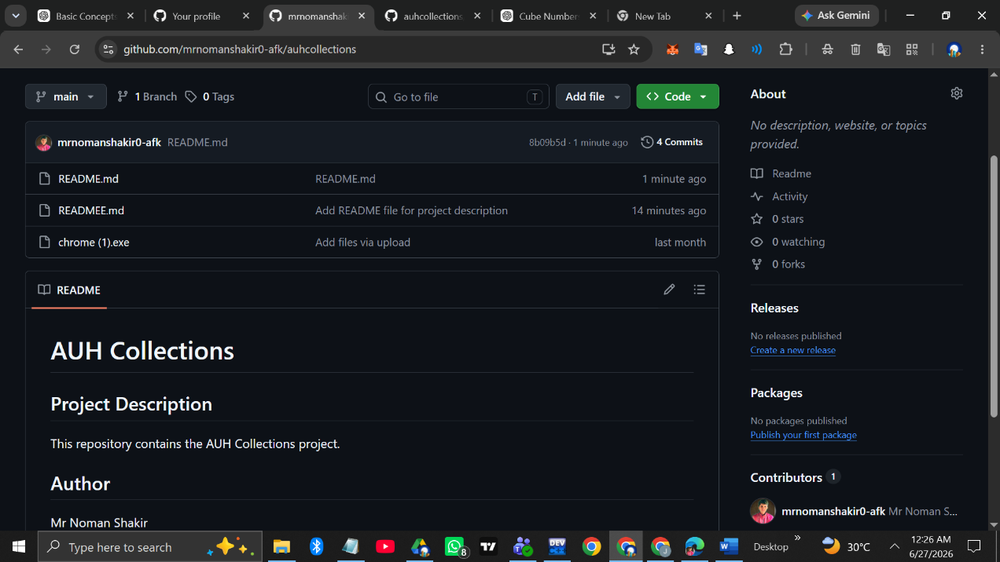 Basic Concepts
Your profile
mrnomanshak
auhcollections
Cube Number
New Tab
Ask Gemini
github.com/mrnomanshakir0-afk/auhcollections
main
1 Branch
0 Tags
Go to file
T
Add file
Code
mrnomanshakir0-afk README.md
8b09b5d · 1 minute ago
4 Commits
README.md README.md 1 minute ago
READMEE.md Add README file for project description 14 minutes ago
chrome (1).exe Add files via upload last month
README
AUH Collections
Project Description
This repository contains the AUH Collections project.
Author
Mr Noman Shakir
About
No description, website, or topics
provided.
Readme
Activity
0 stars
0 watching
0 forks
Releases
No releases published
Create a new release
Packages
No packages published
Publish your first package
Contributors 1
mrnomanshakir0-afk Mr Noman S...
Type here to search
8
DEV
C++
J
Desktop
30°C
12:26 AM
6/27/2026